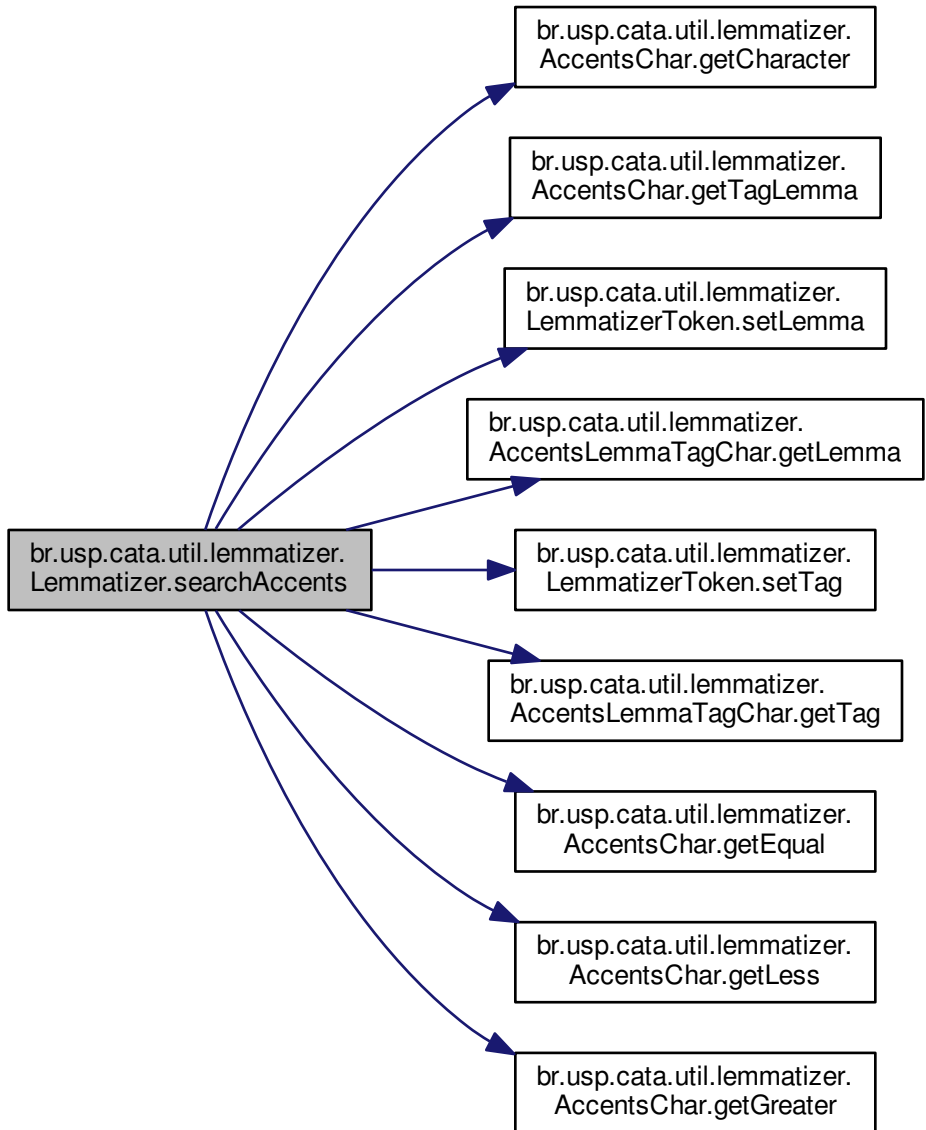 br.usp.cata.util.lemmatizer.
AccentsChar.getCharacter
br.usp.cata.util.lemmatizer.
AccentsChar.getTagLemma
br.usp.cata.util.lemmatizer.
LemmatizerToken.setLemma
br.usp.cata.util.lemmatizer.
AccentsLemmaTagChar.getLemma
br.usp.cata.util.lemmatizer.
Lemmatizer.searchAccents
br.usp.cata.util.lemmatizer.
LemmatizerToken.setTag
br.usp.cata.util.lemmatizer.
AccentsLemmaTagChar.getTag
br.usp.cata.util.lemmatizer.
AccentsChar.getEqual
br.usp.cata.util.lemmatizer.
AccentsChar.getLess
br.usp.cata.util.lemmatizer.
AccentsChar.getGreater